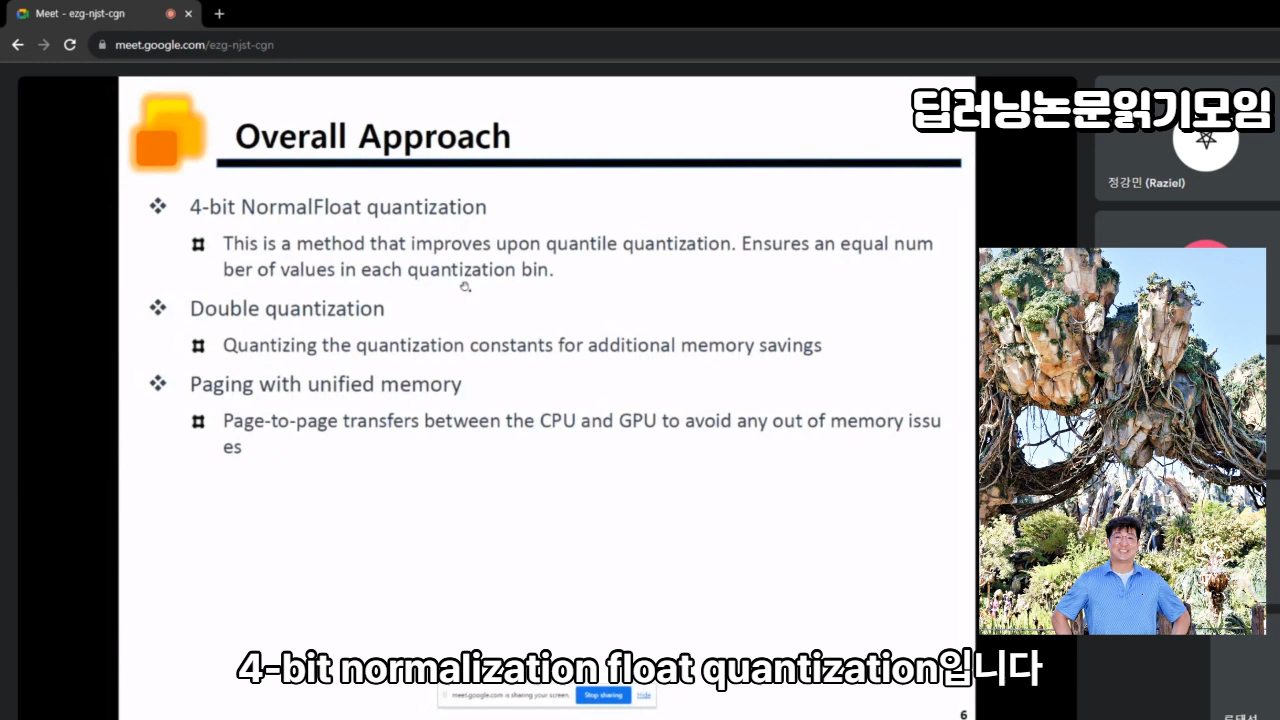 Meet - ezg-njst-cgn
meet.google.com/ezg-njst-cgn
딥러닝논문읽기모임
Overall Approach
정강민 (Raziel)
4-bit NormalFloat quantization
This is a method that improves upon quantile quantization. Ensures an equal num
ber of values in each quantization bin.
Double quantization
Quantizing the quantization constants for additional memory savings
Paging with unified memory
Page-to-page transfers between the CPU and GPU to avoid any out of memory issu
es
4-bit normalization float quantization입니다
meet.google.com is sharing your screen.
Stop sharing
Hide
6